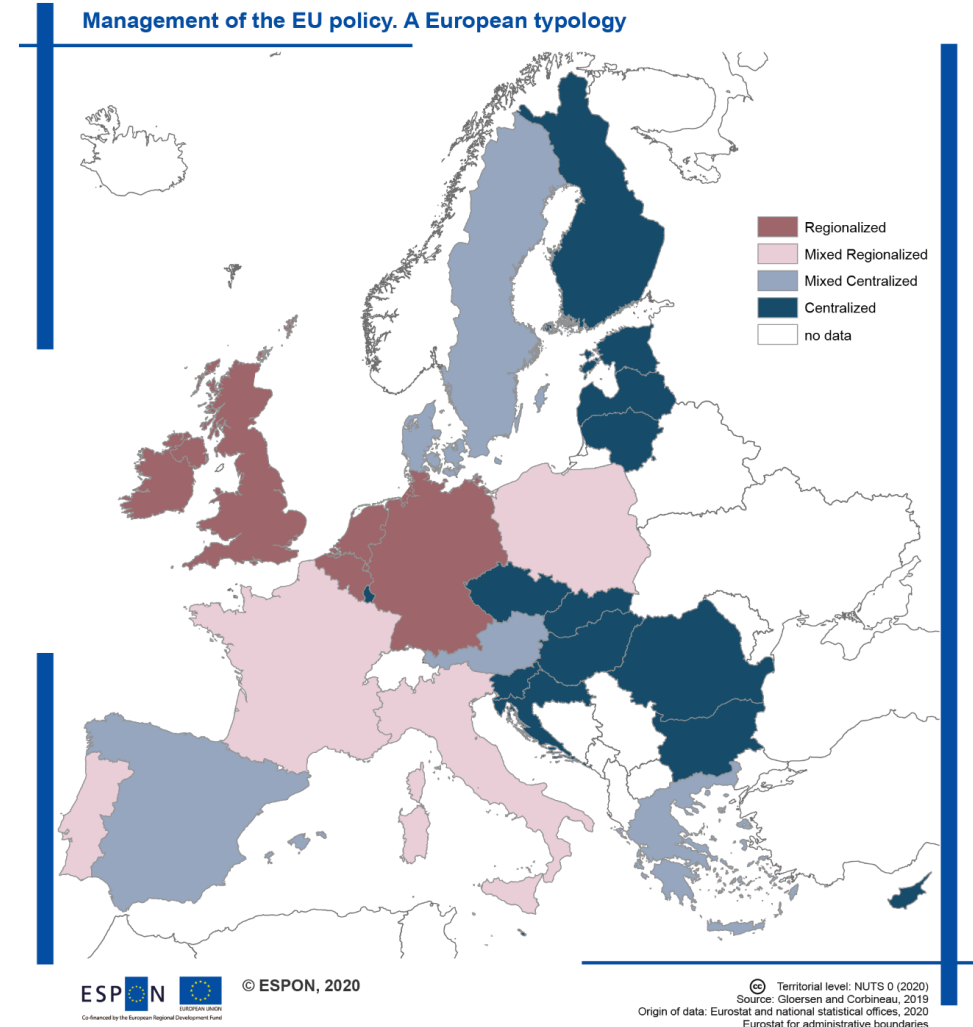 Management of the EU policy. A European typology
Regionalized
Mixed Regionalized
Mixed Centralized
Centralized
no data
ESPON
EUROPEAN UNION
Co-financed by the European Regional Development Fund
© ESPON, 2020
cc Territorial level: NUTS 0 (2020)
Source: Gloersen and Corbineau, 2019
Origin of data: Eurostat and national statistical offices, 2020
Eurostat for administrative boundaries